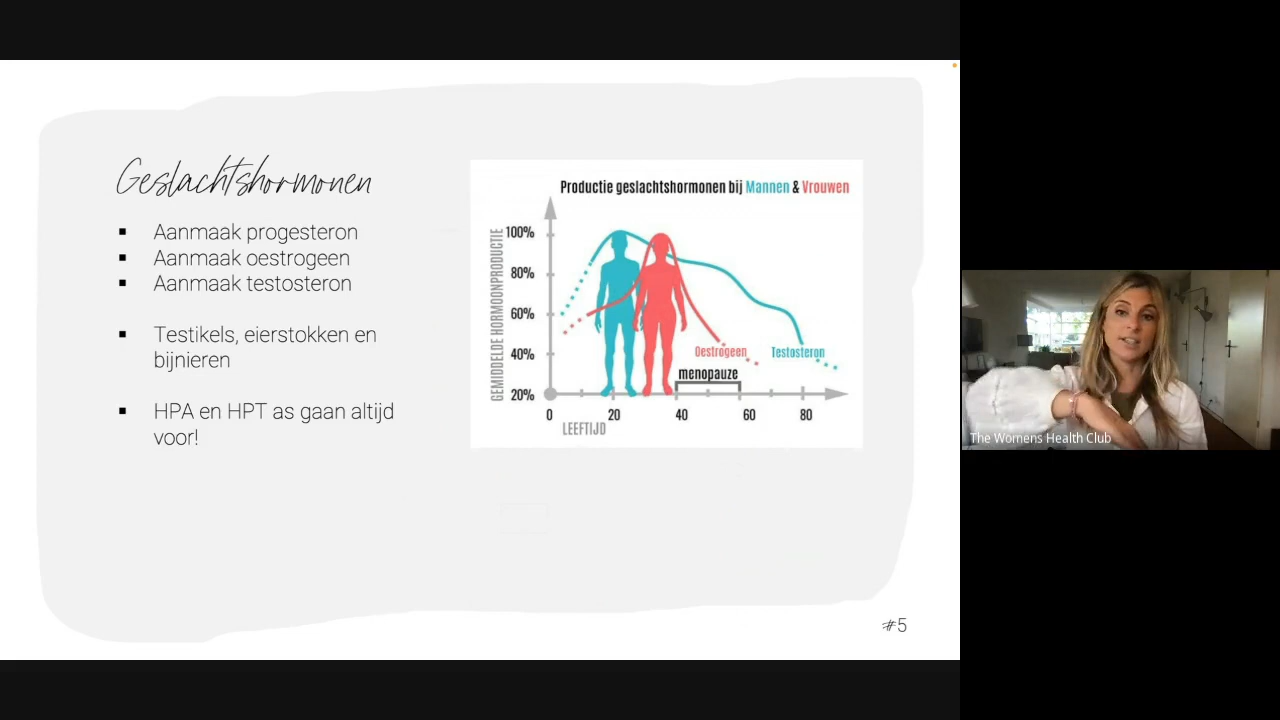 Geslachtshormonen
▪ Aanmaak progesteron
▪ Aanmaak oestrogeen
▪ Aanmaak testosteron
▪ Testikels, eierstokken en
bijnieren
▪ HPA en HPT as gaan altijd
voor!
Productie geslachtshormonen bij Mannen & Vrouwen
GEMIDDELDE HORMOONPRODUCTIE
100%
80%
60%
40%
20%
Oestrogeen
Testosteron
menopauze
0 20 40 60 80
LEEFTIJD
#5
The Womens Health Club